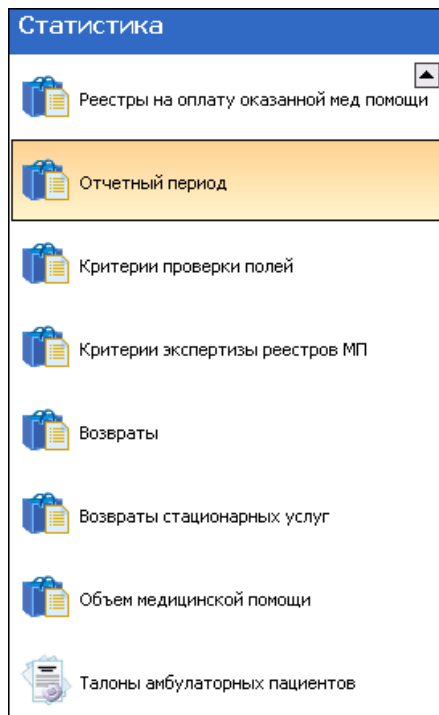 Статистика
Реестры на оплату оказанной мед помощи
Отчетный период
Критерии проверки полей
Критерии экспертизы реестров МП
Возвраты
Возвраты стационарных услуг
Объем медицинской помощи
Талоны амбулаторных пациентов